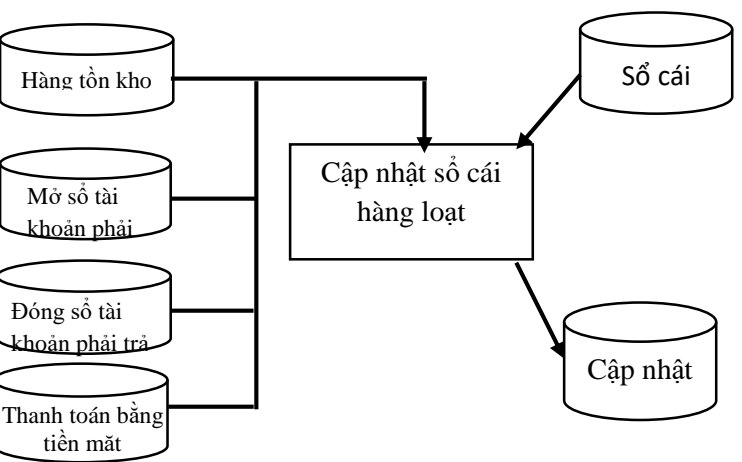 Hàng tồn kho
Sổ cái
Cập nhật sổ cái
hàng loạt
Mở sổ tài
khoản phải
Đóng sổ tài
khoản phải trả
Cập nhật
Thanh toán bằng
tiền măt